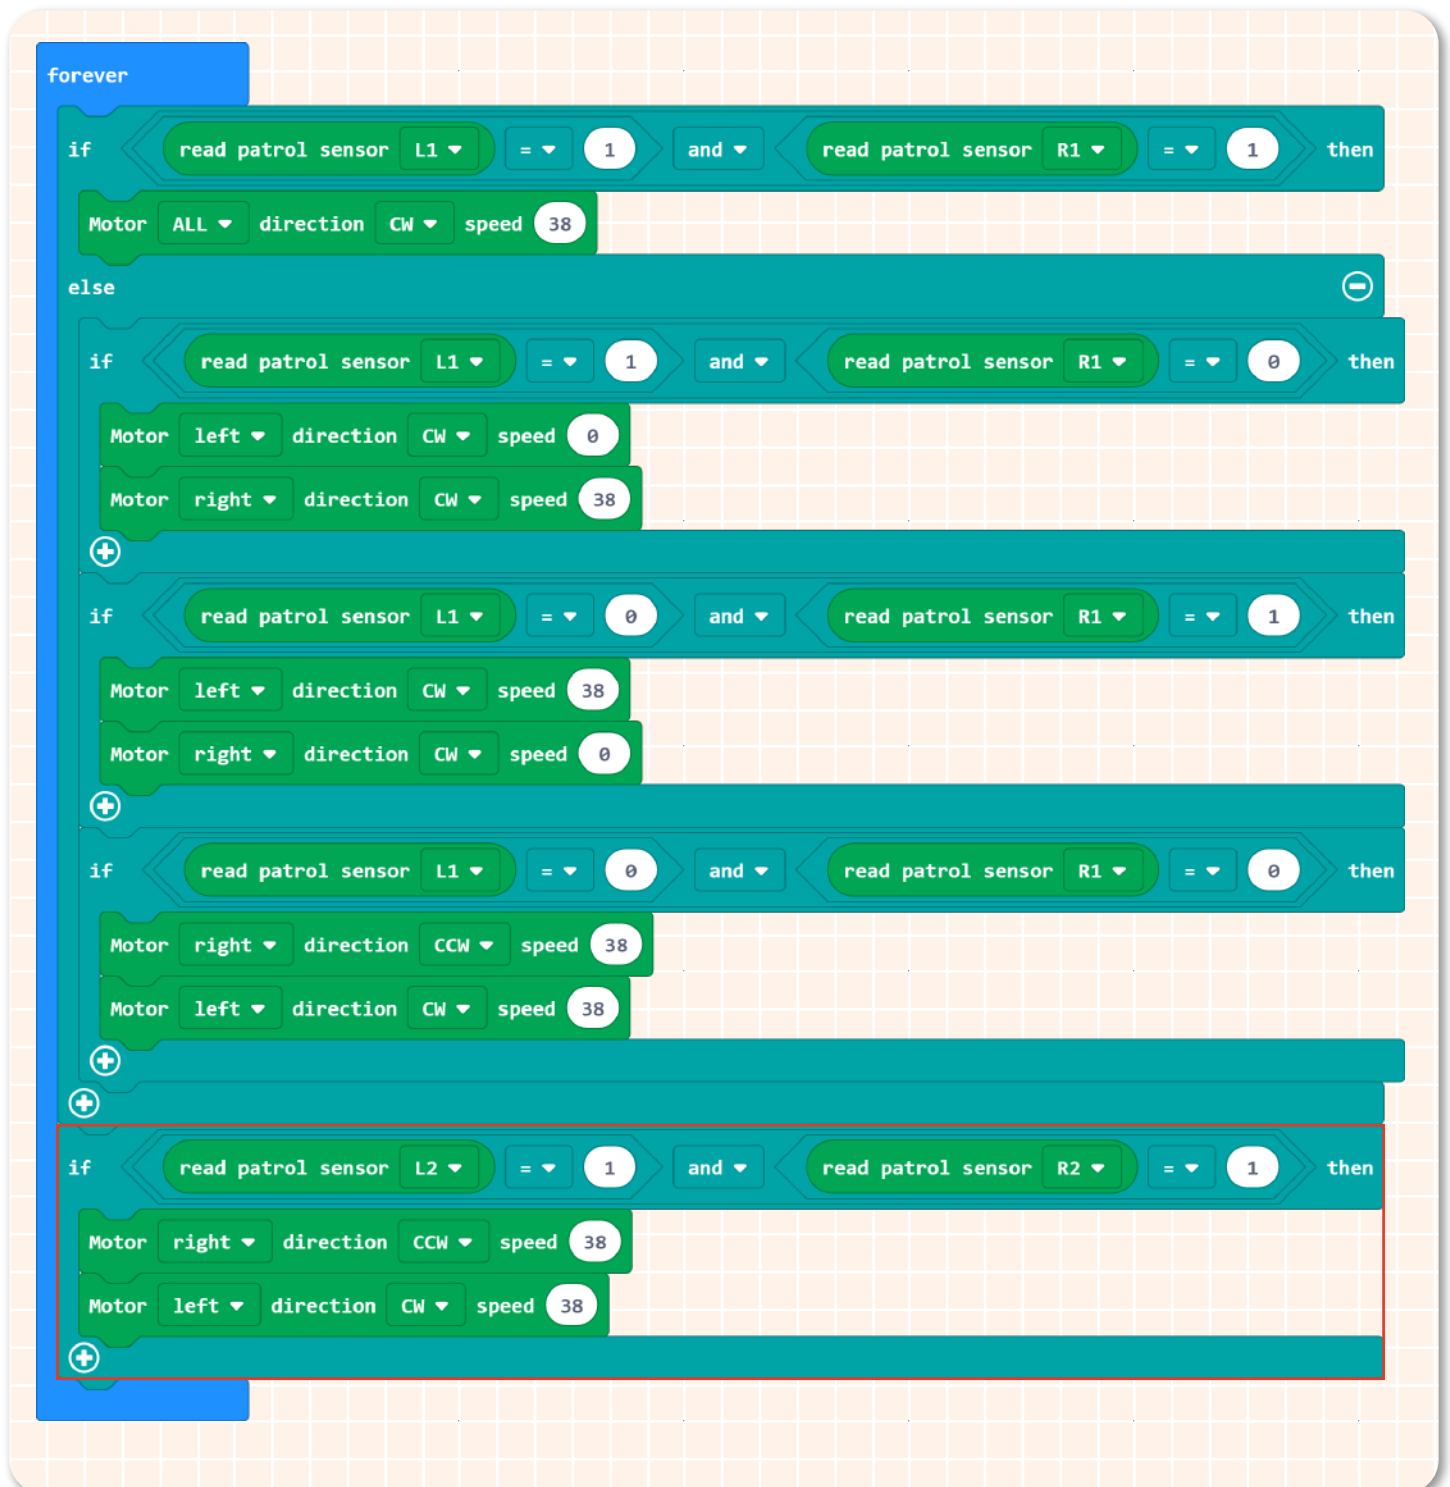 forever
if read patrol sensor L1 = 1 and read patrol sensor R1 = 1 then
Motor ALL direction CW speed 38
else
if read patrol sensor L1 = 1 and read patrol sensor R1 = 0 then
Motor left direction CW speed 0
Motor right direction CW speed 38
if read patrol sensor L1 = 0 and read patrol sensor R1 = 1 then
Motor left direction CW speed 38
Motor right direction CW speed 0
if read patrol sensor L1 = 0 and read patrol sensor R1 = 0 then
Motor right direction CCW speed 38
Motor left direction CW speed 38
if read patrol sensor L2 = 1 and read patrol sensor R2 = 1 then
Motor right direction CCW speed 38
Motor left direction CW speed 38